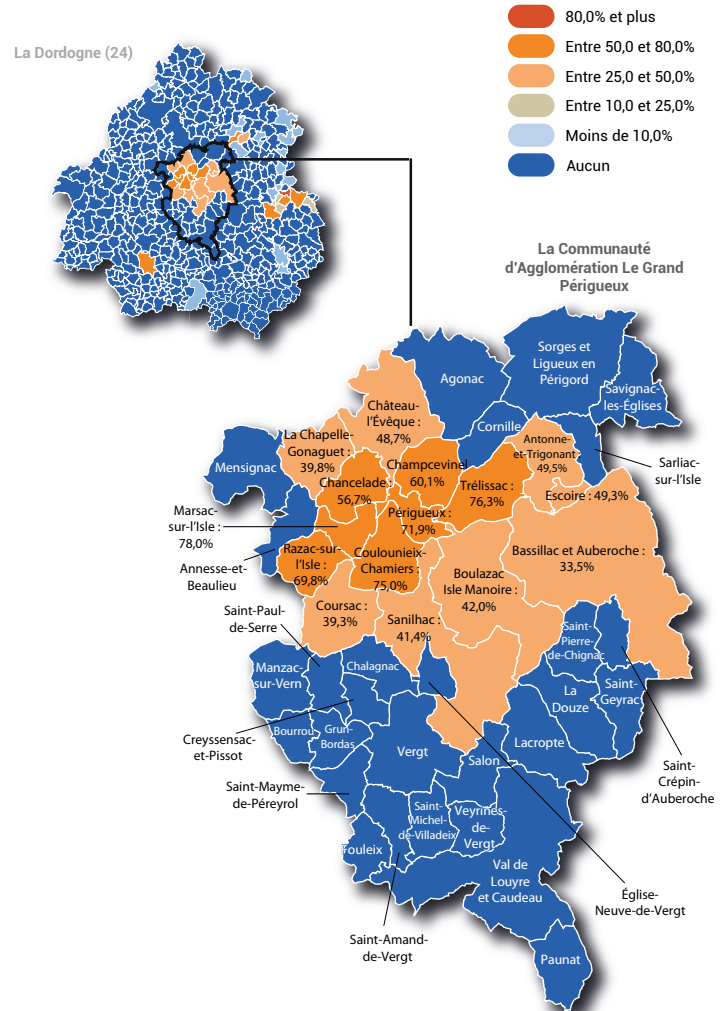 80,0% et plus
La Dordogne (24)
Entre 50,0 et 80,0%
Entre 25,0 et 50,0%
Entre 10,0 et 25,0%
Moins de 10,0%
Aucun
La Communauté
d'Agglomération Le Grand
Périgueux
Sorges et
Ligueux en
Périgord
Agonac
Savignac-
les-Églises
Château-
l'Évêque :
48,7%
Cornille
La Chapelle-
Gonaguet :
39,8%
Antonne-
et-Trigonant :
49,5%
Mensignac
Champcevinel :
60,1%
Sarliac-
sur-l'Isle
Chancelade :
56,7%
Trélissac :
76,3%
Escoire : 49,3%
Marsac-
sur-l'Isle :
78,0%
Périgueux :
71,9%
Annesse-et-
Beaulieu
Razac-sur-
l'Isle :
69,8%
Coulounieix-
Chamiers :
75,0%
Bassillac et Auberoche :
33,5%
Boulazac
Isle Manoire :
42,0%
Saint-Paul-
de-Serre
Coursac :
39,3%
Sanilhac :
41,4%
Saint-
Pierre-
de-Chignac
Manzac-
sur-Vern
Chalagnac
La
Douze
Saint-
Geyrac
Creyssensac-
et-Pissot
Bourrou
Grun-
Bordas
Vergt
Lacropte
Salon
Saint-
Crépin-
d'Auberoche
Saint-Mayme-
de-Péreyrol
Saint-
Michel-
de-Villadeix
Veyrines-
de-
Vergt
Fouleix
Val de
Louyre
et Caudeau
Église-
Neuve-de-Vergt
Saint-Amand-
de-Vergt
Paunat